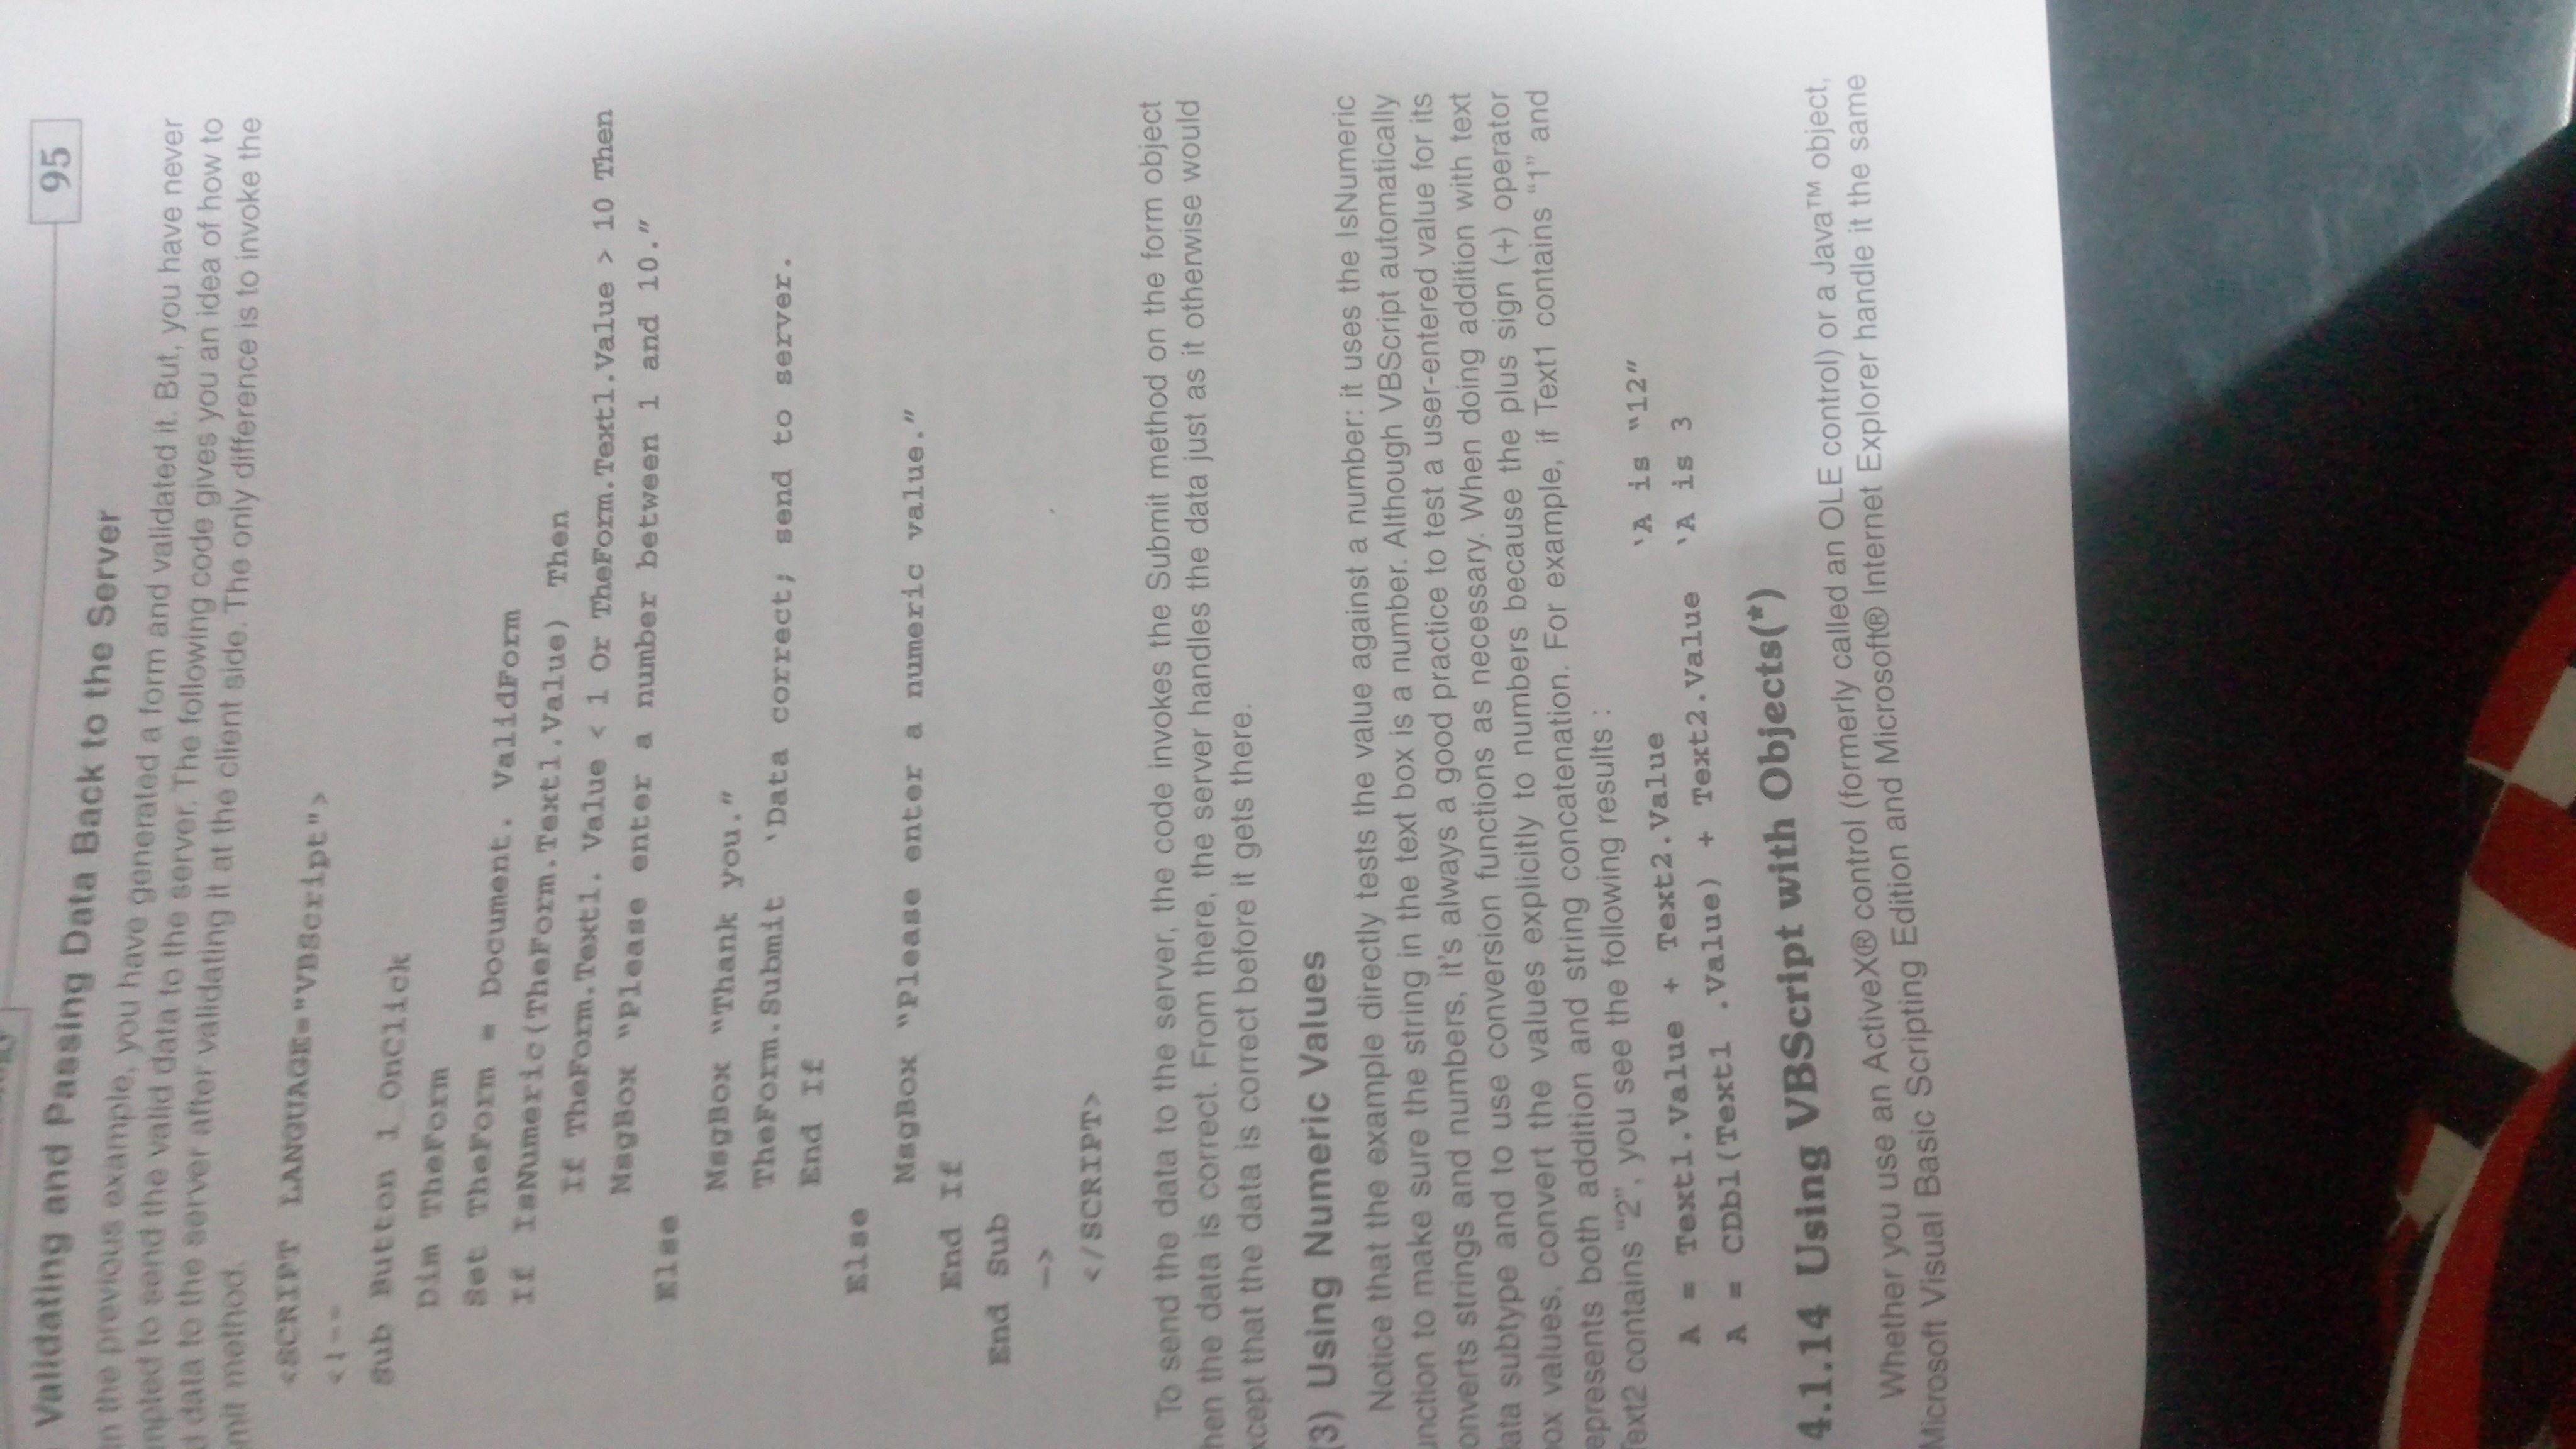 95
Validating and Passing Data Back to the Server
n the previous example, you have generated a form and validated it. But, you have never
mpted to send the valid data to the server. The following code gives you an idea of how to
d data to the server after validating it at the client side. The only difference is to invoke the
mit method.
<SCRIPT LANGUAGE="VBScript">
<!--
Sub Button 1_OnClick
Dim TheForm
Set TheForm = Document. ValidForm
If IsNumeric(TheForm.Text1.Value) Then
If TheForm.Text1. Value < 1 Or TheForm.Text1.Value > 10 Then
MsgBox “Please enter a number between 1 and 10.”
Else
MsgBox “Thank you.”
TheForm.Submit ‘Data correct; send to server.
End If
Else
MsgBox “Please enter a numeric value.”
End If
End Sub
—>
</SCRIPT>
To send the data to the server, the code invokes the Submit method on the form object
hen the data is correct. From there, the server handles the data just as it otherwise would
xcept that the data is correct before it gets there.
3) Using Numeric Values
Notice that the example directly tests the value against a number: it uses the IsNumeric
unction to make sure the string in the text box is a number. Although VBScript automatically
onverts strings and numbers, it's always a good practice to test a user-entered value for its
ata subtype and to use conversion functions as necessary. When doing addition with text
ox values, convert the values explicitly to numbers because the plus sign (+) operator
epresents both addition and string concatenation. For example, if Text1 contains “1” and
Text2 contains “2”, you see the following results :
A = Text1.Value + Text2.Value ‘A is “12”
A = CDbl(Text1 .Value) + Text2.Value ‘A is 3
4.1.14 Using VBScript with Objects(*)
Whether you use an ActiveX® control (formerly called an OLE control) or a Java™ object,
Microsoft Visual Basic Scripting Edition and Microsoft® Internet Explorer handle it the same